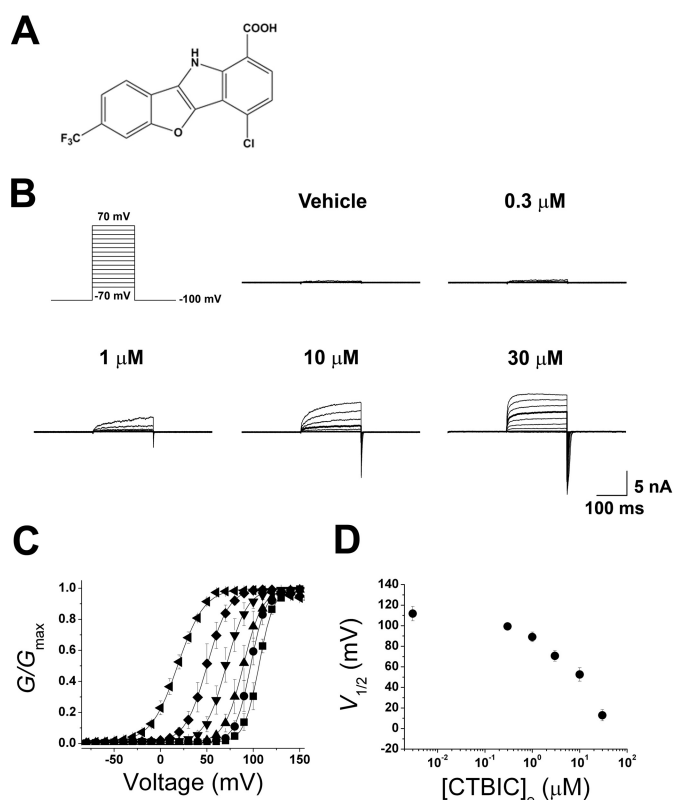 A
COOH
H
N
F3C
O
Cl
B
Vehicle
0.3 μM
70 mV
-70 mV
-100 mV
1 μM
10 μM
30 μM
5 nA
100 ms
C
D
G/Gmax
1.0
0.8
0.6
0.4
0.2
0.0
-50 0 50 100 150
Voltage (mV)
V1/2 (mV)
140
120
100
80
60
40
20
0
-20
10-2 10-1 100 101 102
[CTBIC]o (μM)